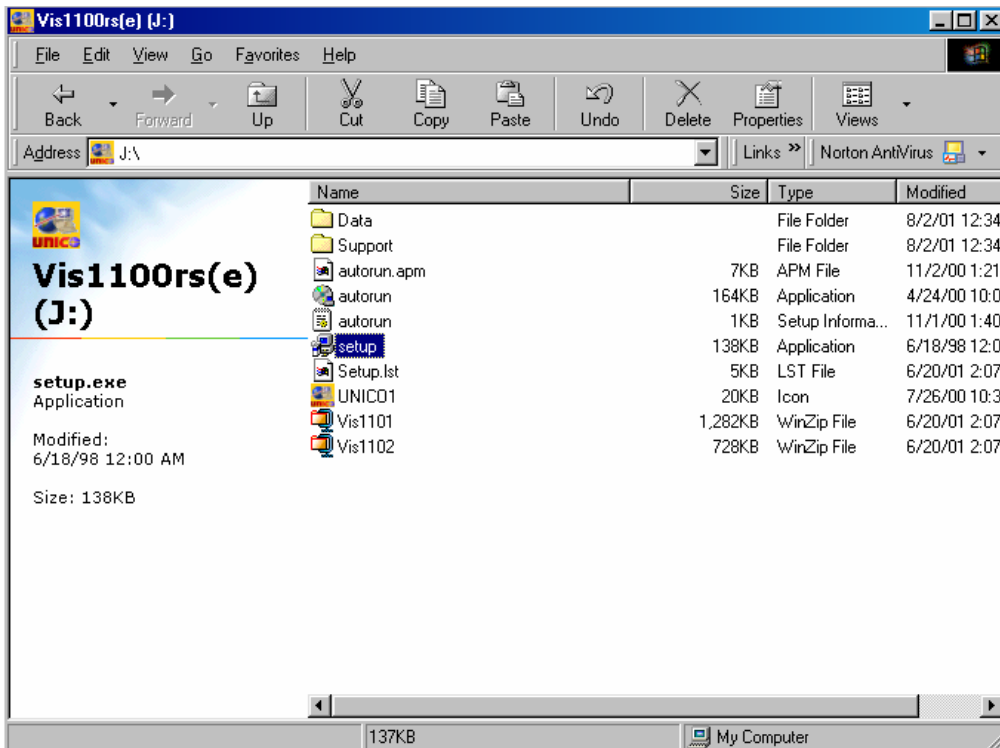 Vis1100rs(e) (J:)
File Edit View Go Favorites Help
Back Forward Up Cut Copy Paste Undo Delete Properties Views
Address J:\ Links » Norton AntiVirus
UNICO
Vis1100rs(e)
(J:)
setup.exe
Application
Modified:
6/18/98 12:00 AM
Size: 138KB
Name Size Type Modified
Data File Folder 8/2/01 12:34
Support File Folder 8/2/01 12:34
autorun.apm 7KB APM File 11/2/00 1:21
autorun 164KB Application 4/24/00 10:0
autorun 1KB Setup Informa... 11/1/00 1:40
setup 138KB Application 6/18/98 12:0
Setup.lst 5KB LST File 6/20/01 2:07
UNICO1 20KB Icon 7/26/00 10:3
Vis1101 1,282KB WinZip File 6/20/01 2:07
Vis1102 728KB WinZip File 6/20/01 2:07
137KB My Computer